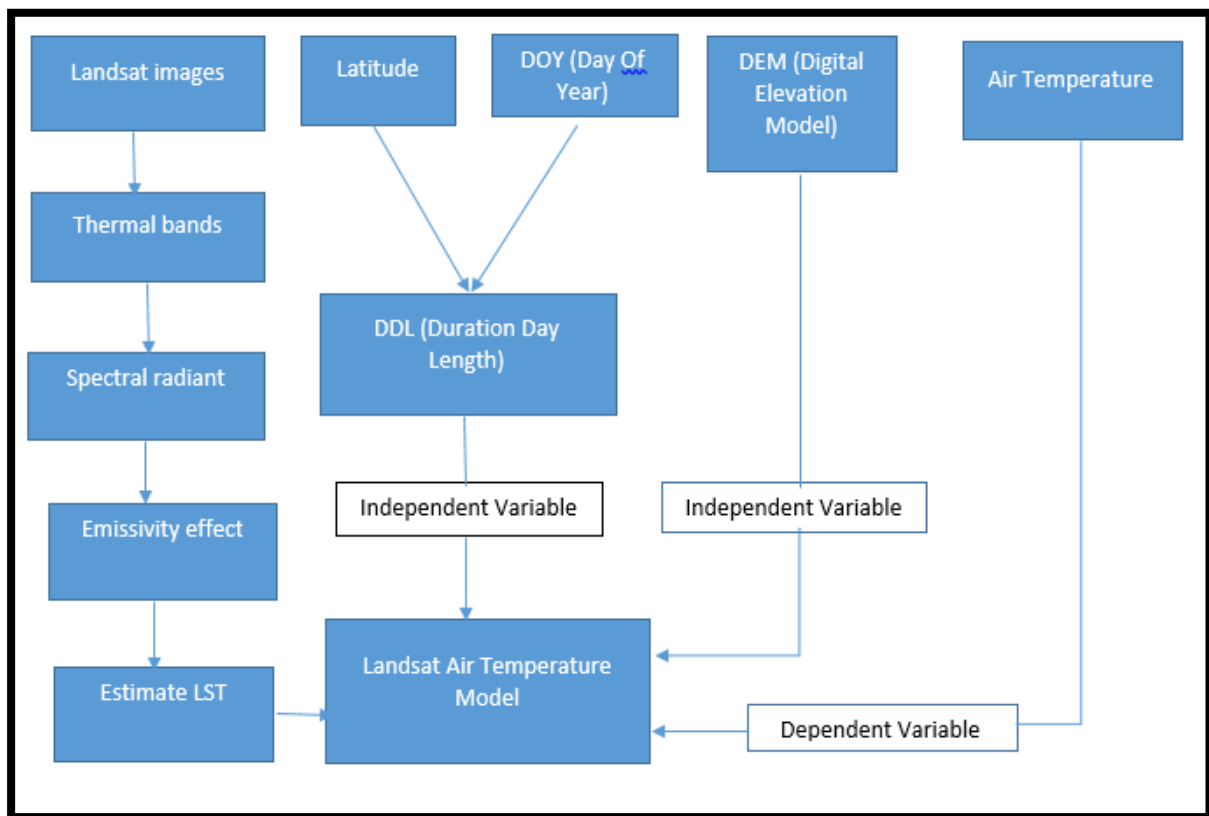 Landsat images
Latitude
DOY (Day Of
Year)
DEM (Digital
Elevation
Model)
Air Temperature
Thermal bands
DDL (Duration Day
Length)
Spectral radiant
Independent Variable
Independent Variable
Emissivity effect
Landsat Air Temperature
Model
Estimate LST
Dependent Variable